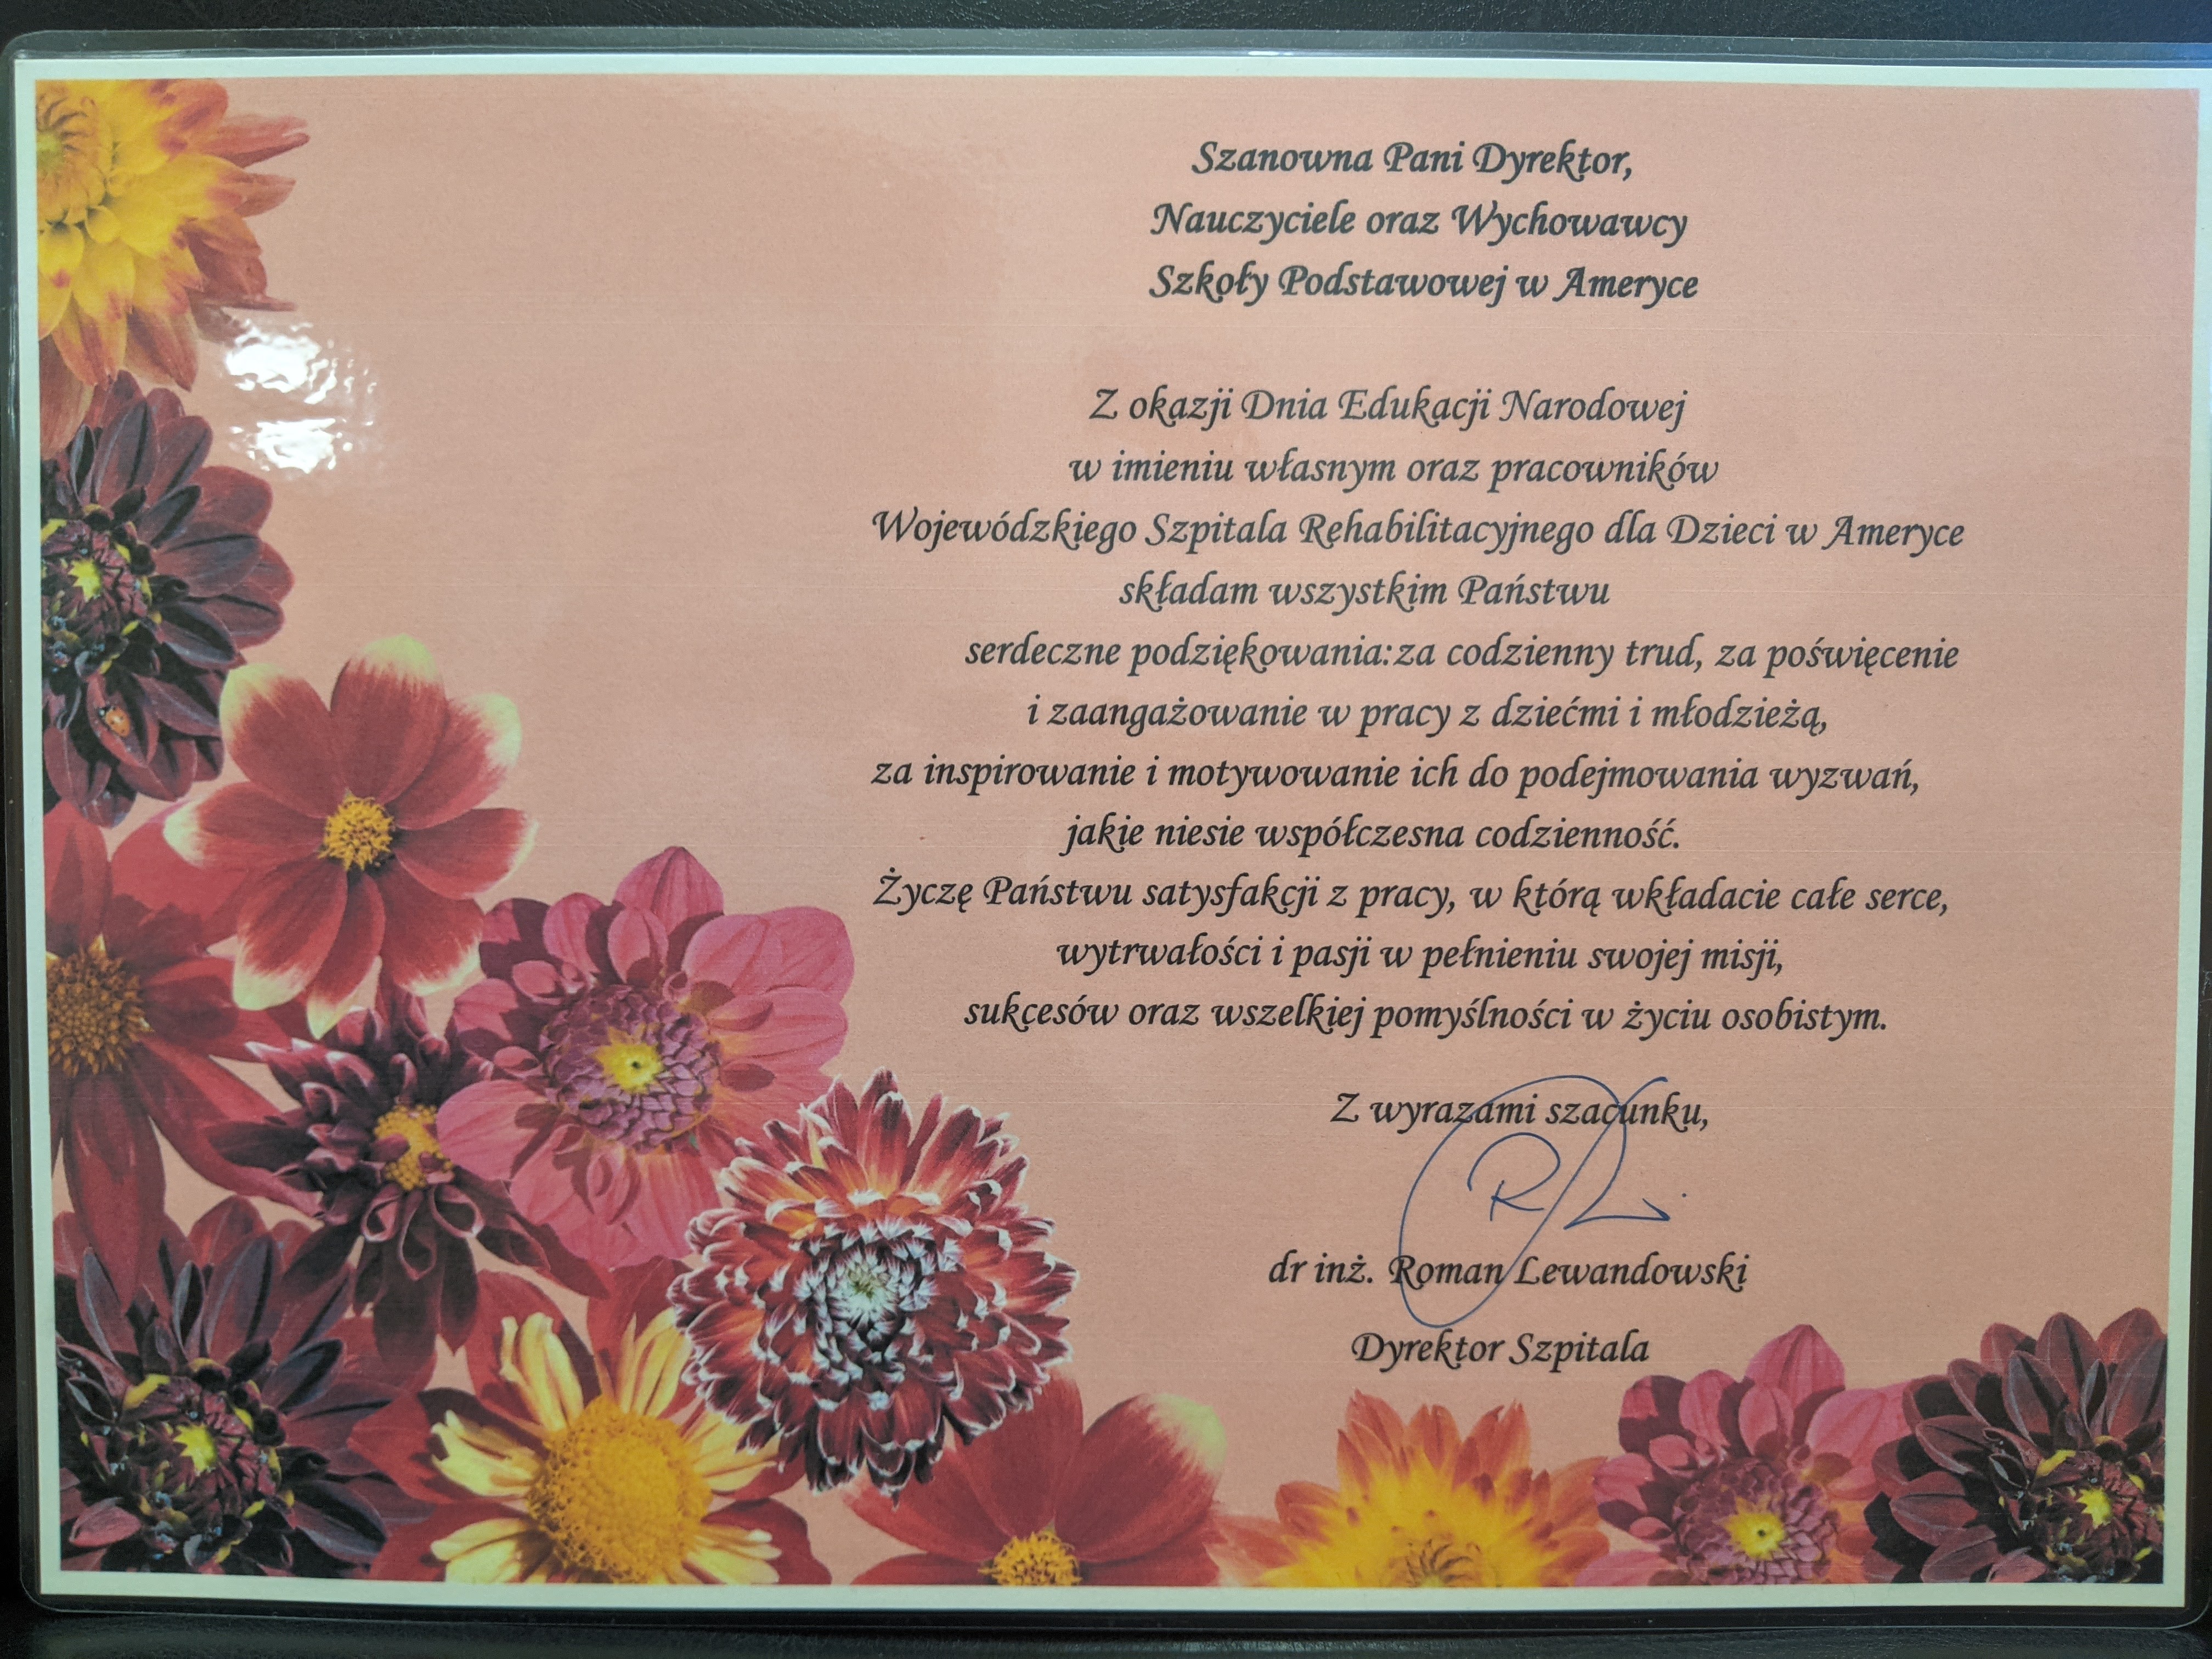 Szanowna Pani Dyrektor,
Nauczyciele oraz Wychowawcy
Szkoły Podstawowej w Ameryce
Z okazji Dnia Edukacji Narodowej
w imieniu własnym oraz pracowników
Wojewódzkiego Szpitala Rehabilitacyjnego dla Dzieci w Ameryce
składam wszystkim Państwu
serdeczne podziękowania:za codzienny trud, za poświęcenie
i zaangażowanie w pracy z dziećmi i młodzieżą,
za inspirowanie i motywowanie ich do podejmowania wyzwań,
jakie niesie współczesna codzienność.
Życzę Państwu satysfakcji z pracy, w którą wkładacie całe serce,
wytrwałości i pasji w pełnieniu swojej misji,
sukcesów oraz wszelkiej pomyślności w życiu osobistym.
Z wyrazami szacunku,
dr inż. Roman Lewandowski
Dyrektor Szpitala